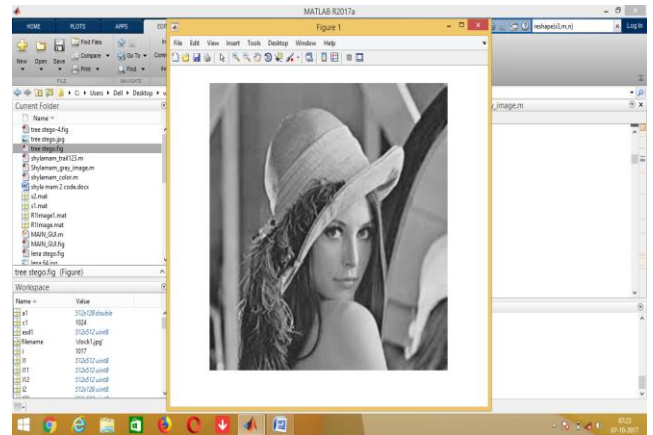 MATLAB R2017a
HOME PLOTS APPS
Figure 1
reshape(s3,m,n)
Log In
File Edit View Insert Tools Desktop Window Help
New Open Save
Find Files
Compare
Print
Go To
Find
FILE
NAVIGATE
C: Users Dell Desktop
Current Folder
Name
tree stego-4.fig
tree stego.jpg
tree stego.fig
shylamam_trail123.m
Shylamam_gray_image.m
shylamam_color.m
shyla mam 2 code.docx
s2.mat
s1.mat
R1Image1.mat
R1Image.mat
MAIN_GUI.m
MAIN_GUI.fig
lena stego.fig
tree stego.fig (Figure)
Workspace
Name Value
a1 512x128 double
c1 1024
esd1 512x512 uint8
filename 'clock1.jpg'
i 1017
I1 512x512 uint8
I11 512x512 uint8
I12 512x512 uint8
I2 512x128 uint8
y_image.m
07:23
07-10-2017